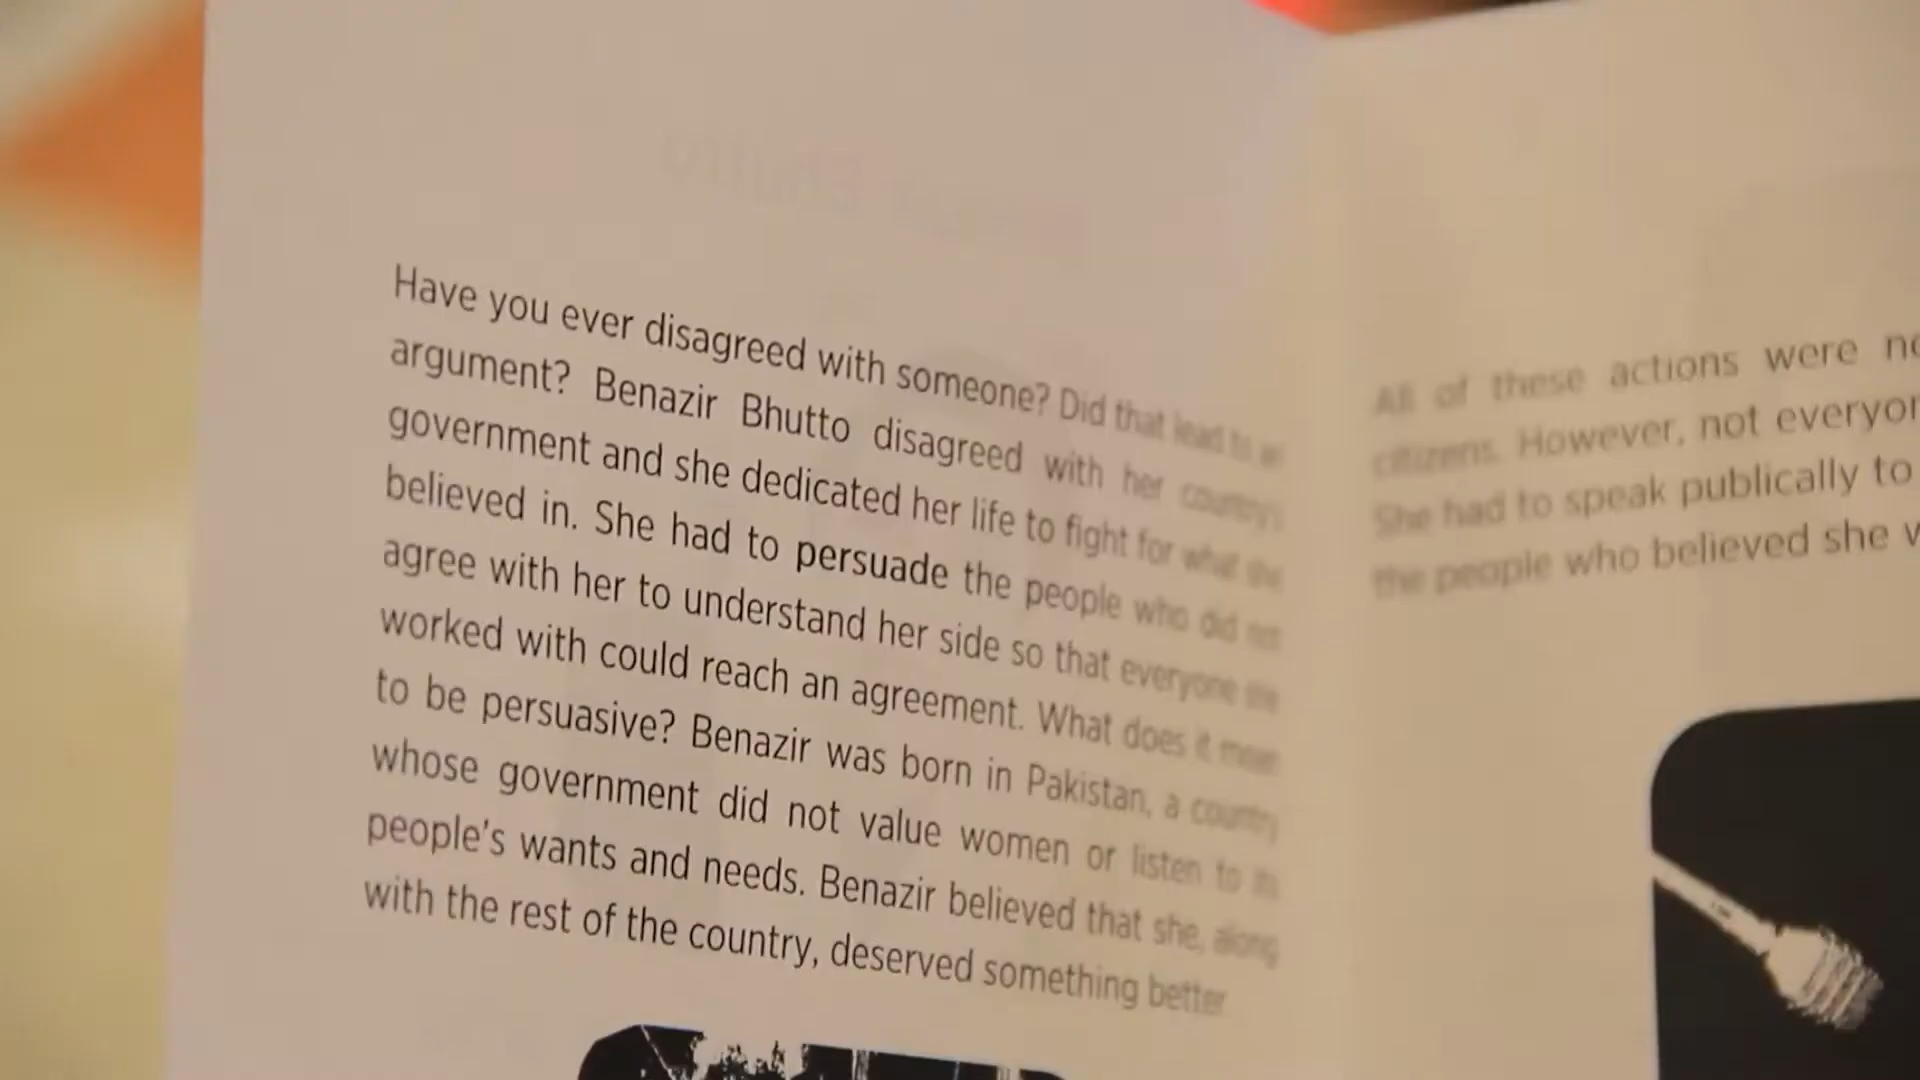 Have you ever disagreed with someone? Did that lead to an
argument? Benazir Bhutto disagreed with her country's
government and she dedicated her life to fight for what she
believed in. She had to persuade the people who did not
agree with her to understand her side so that everyone she
worked with could reach an agreement. What does it mean
to be persuasive? Benazir was born in Pakistan, a country
whose government did not value women or listen to its
people's wants and needs. Benazir believed that she, along
with the rest of the country, deserved something better.
All of these actions were
citizens. However, not
She had to speak publically to
the people who believed she